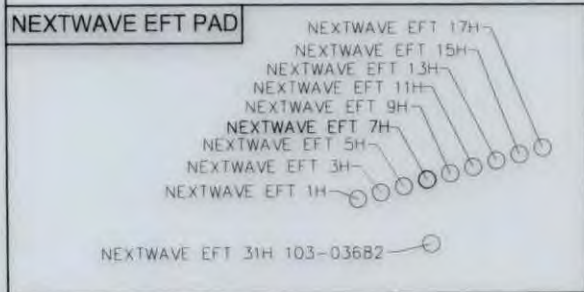 NEXTWAVE EFT PAD
NEXTWAVE EFT 17H
NEXTWAVE EFT 15H
NEXTWAVE EFT 13H
NEXTWAVE EFT 11H
NEXTWAVE EFT 9H
NEXTWAVE EFT 7H
NEXTWAVE EFT 5H
NEXTWAVE EFT 3H
NEXTWAVE EFT 1H
NEXTWAVE EFT 31H 103-03682